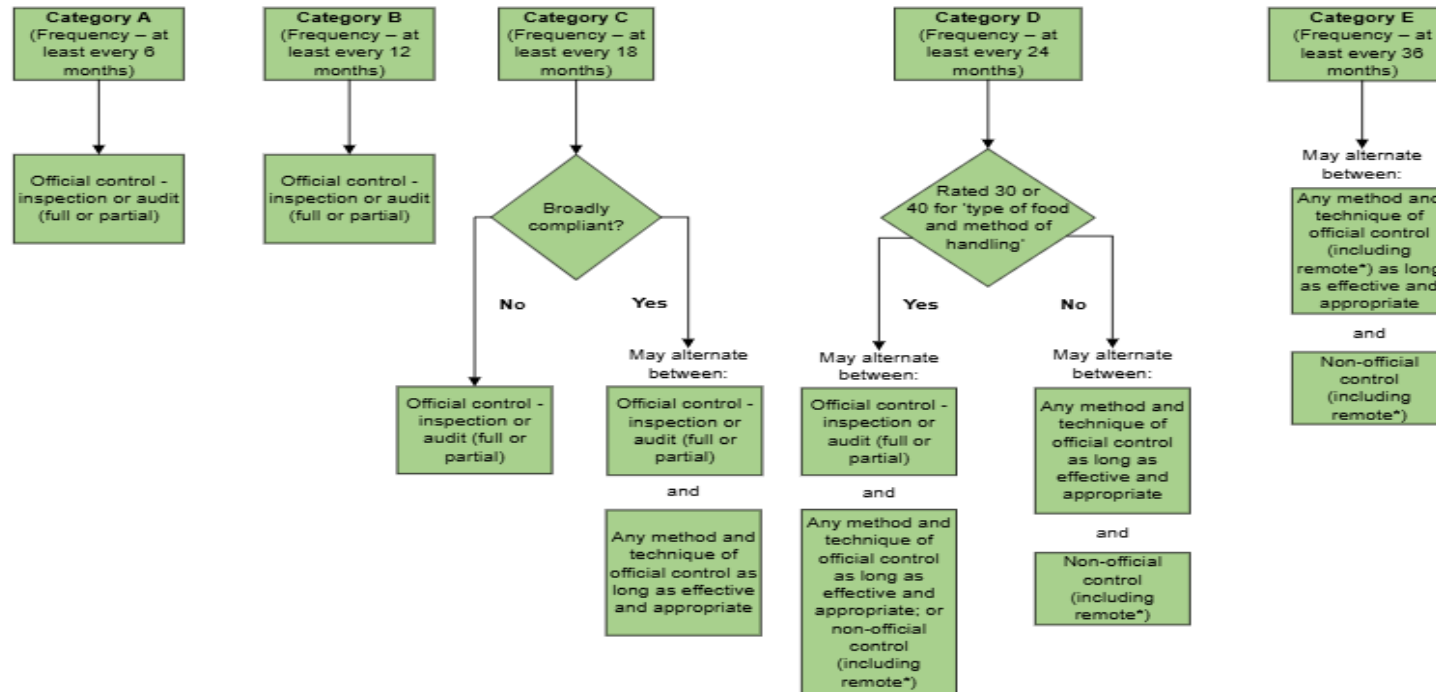 Category A
(Frequency – at
least every 6
months)
Official control -
inspection or audit
(full or partial)
Category B
(Frequency – at
least every 12
months)
Official control -
inspection or audit
(full or partial)
Category C
(Frequency – at
least every 18
months)
Broadly
compliant?
No
Official control -
inspection or
audit (full or
partial)
Yes
May alternate
between:
Official control -
inspection or
audit (full or
partial)
and
Any method and
technique of
official control as
long as effective
and appropriate
Category D
(Frequency – at
least every 24
months)
Rated 30 or
40 for 'type of food
and method of
handling'
Yes
May alternate
between:
Official control -
inspection or
audit (full or
partial)
and
Any method and
technique of
official control
as long as
effective and
appropriate; or
non-official
control
(including
remote*)
No
May alternate
between:
Any method and
technique of
official control
as long as
effective and
appropriate
and
Non-official
control
(including
remote*)
Category E
(Frequency – at
least every 36
months)
May alternate
between:
Any method and
technique of
official control
(including
remote*) as long
as effective and
appropriate
and
Non-official
control
(including
remote*)